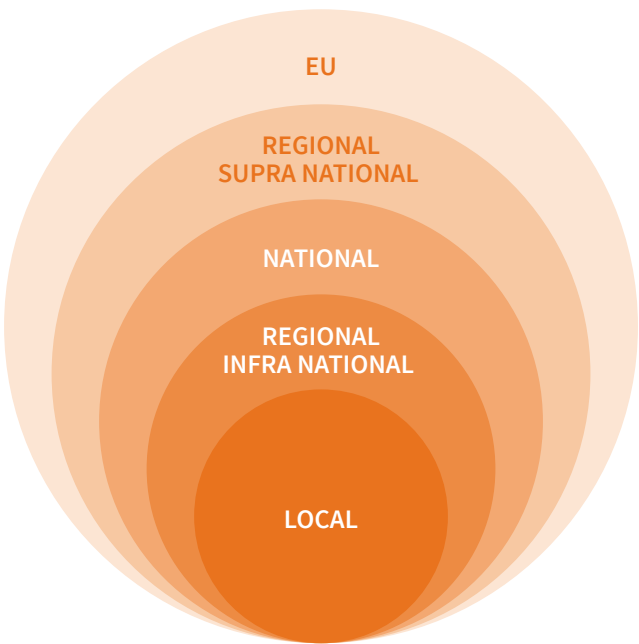 EU
REGIONAL
SUPRA NATIONAL
NATIONAL
REGIONAL
INFRA NATIONAL
LOCAL